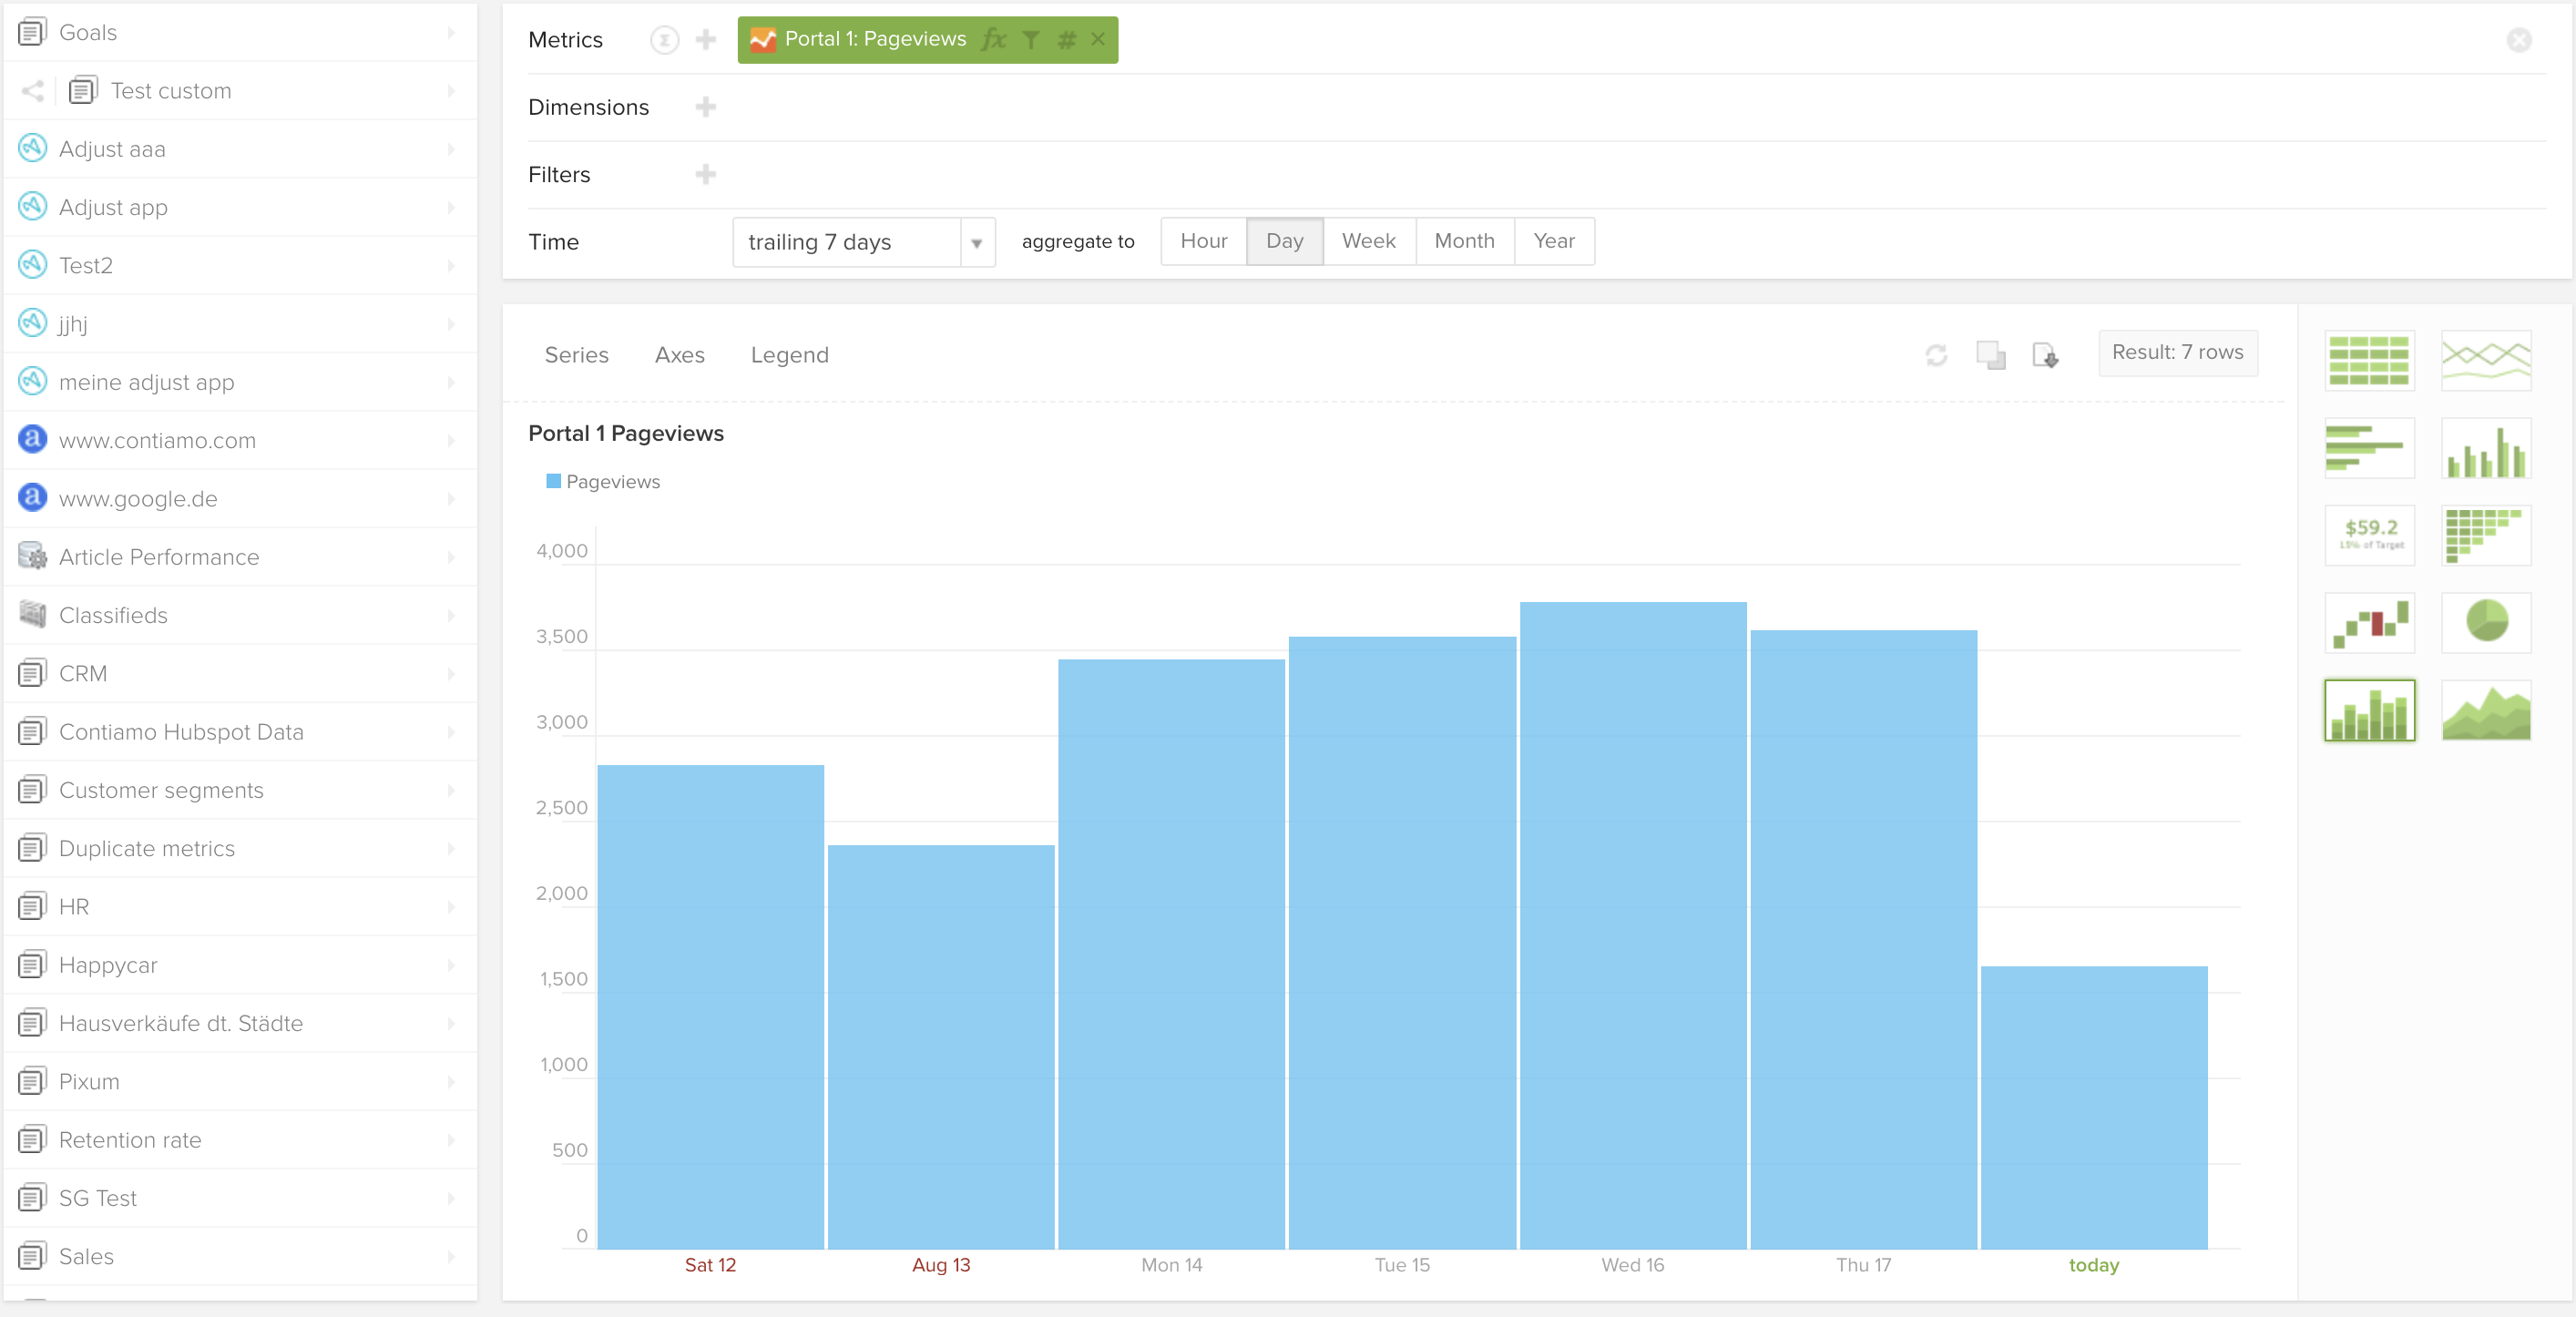 Goals
Test custom
Adjust aaa
Adjust app
Test2
jjhj
meine adjust app
a www.contiamo.com
a www.google.de
Article Performance
Classifieds
CRM
Contiamo Hubspot Data
Customer segments
Duplicate metrics
HR
Happycar
Hausverkäufe dt. Städte
Pixum
Retention rate
SG Test
Sales
Metrics Σ Portal 1: Pageviews fx #
Dimensions
Filters
Time trailing 7 days aggregate to Hour Day Week Month Year
Series Axes Legend Result: 7 rows
Portal 1 Pageviews
Pageviews
4,000
3,500
3,000
2,500
2,000
1,500
1,000
500
0
Sat 12 Aug 13 Mon 14 Tue 15 Wed 16 Thu 17 today
$59.2
15% of Target